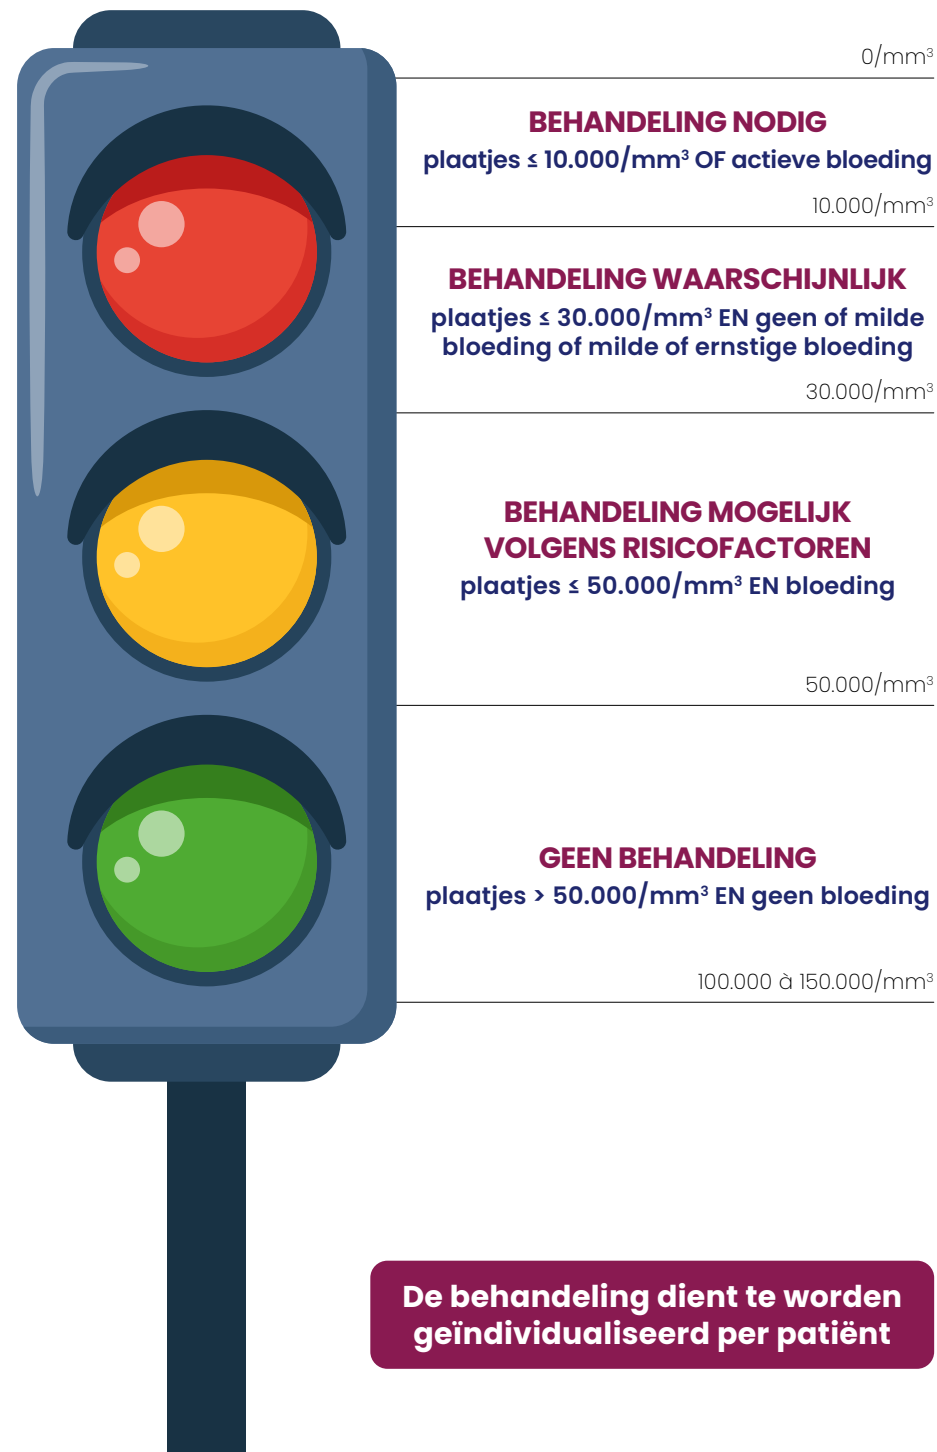 0/mm³
BEHANDELING NODIG
plaatjes ≤ 10.000/mm³ OF actieve bloeding
10.000/mm³
BEHANDELING WAARSCHIJNLIJK
plaatjes ≤ 30.000/mm³ EN geen of milde
bloeding of milde of ernstige bloeding
30.000/mm³
BEHANDELING MOGELIJK
VOLGENS RISICOFACTOREN
plaatjes ≤ 50.000/mm³ EN bloeding
50.000/mm³
GEEN BEHANDELING
plaatjes > 50.000/mm³ EN geen bloeding
100.000 à 150.000/mm³
De behandeling dient te worden
geïndividualiseerd per patiënt